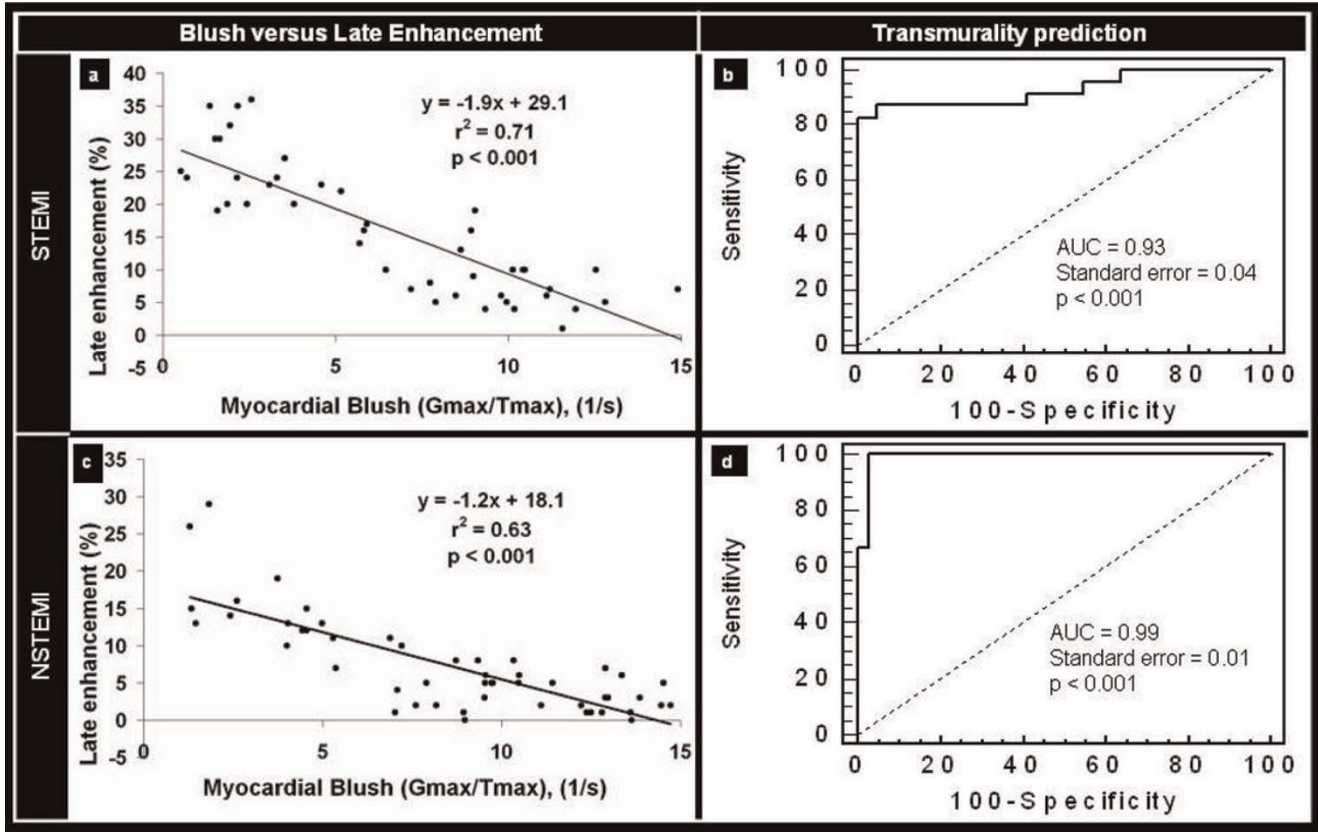 Blush versus Late Enhancement
Transmurality prediction
STEMI
a
y = -1.9x + 29.1
r² = 0.71
p < 0.001
Late enhancement (%)
40
35
30
25
20
15
10
5
0
-5
0 5 10 15
Myocardial Blush (Gmax/Tmax), (1/s)
b
Sensitivity
100
80
60
40
20
0
AUC = 0.93
Standard error = 0.04
p < 0.001
0 20 40 60 80 100
100-Specificity
NSTEMI
c
y = -1.2x + 18.1
r² = 0.63
p < 0.001
Late enhancement (%)
35
30
25
20
15
10
5
0
-5
0 5 10 15
Myocardial Blush (Gmax/Tmax), (1/s)
d
Sensitivity
100
80
60
40
20
0
AUC = 0.99
Standard error = 0.01
p < 0.001
0 20 40 60 80 100
100-Specificity